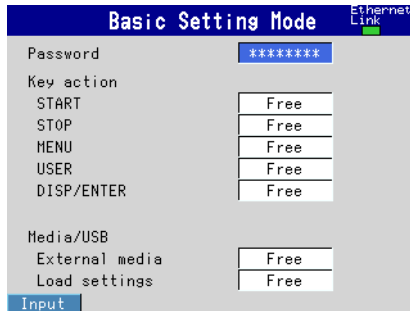 Basic Setting Mode
Ethernet
Link
Password ********
Key action
START Free
STOP Free
MENU Free
USER Free
DISP/ENTER Free
Media/USB
External media Free
Load settings Free
Input